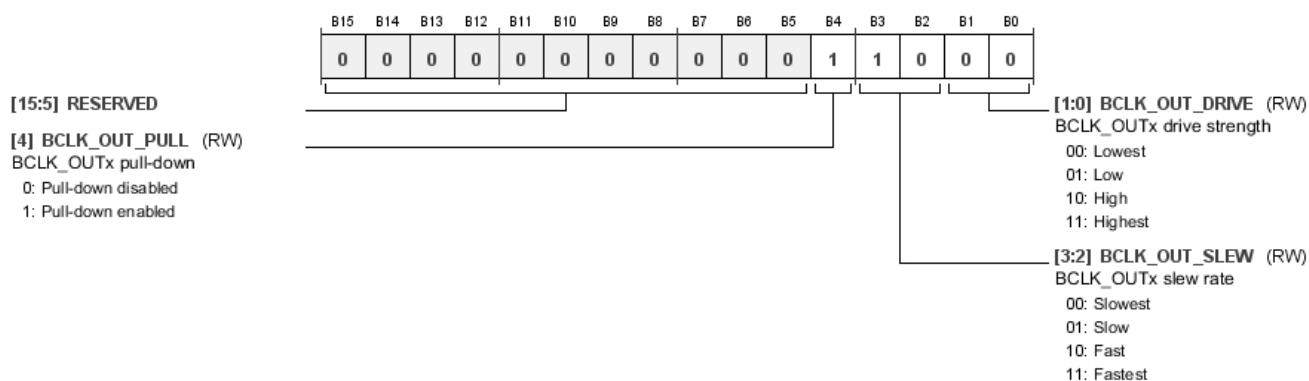 B15 B14 B13 B12 B11 B10 B9 B8 B7 B6 B5 B4 B3 B2 B1 B0
0 0 0 0 0 0 0 0 0 0 0 1 1 0 0 0
[15:5] RESERVED
[4] BCLK_OUT_PULL (RW)
BCLK_OUTx pull-down
0: Pull-down disabled
1: Pull-down enabled
[1:0] BCLK_OUT_DRIVE (RW)
BCLK_OUTx drive strength
00: Lowest
01: Low
10: High
11: Highest
[3:2] BCLK_OUT_SLEW (RW)
BCLK_OUTx slew rate
00: Slowest
01: Slow
10: Fast
11: Fastest